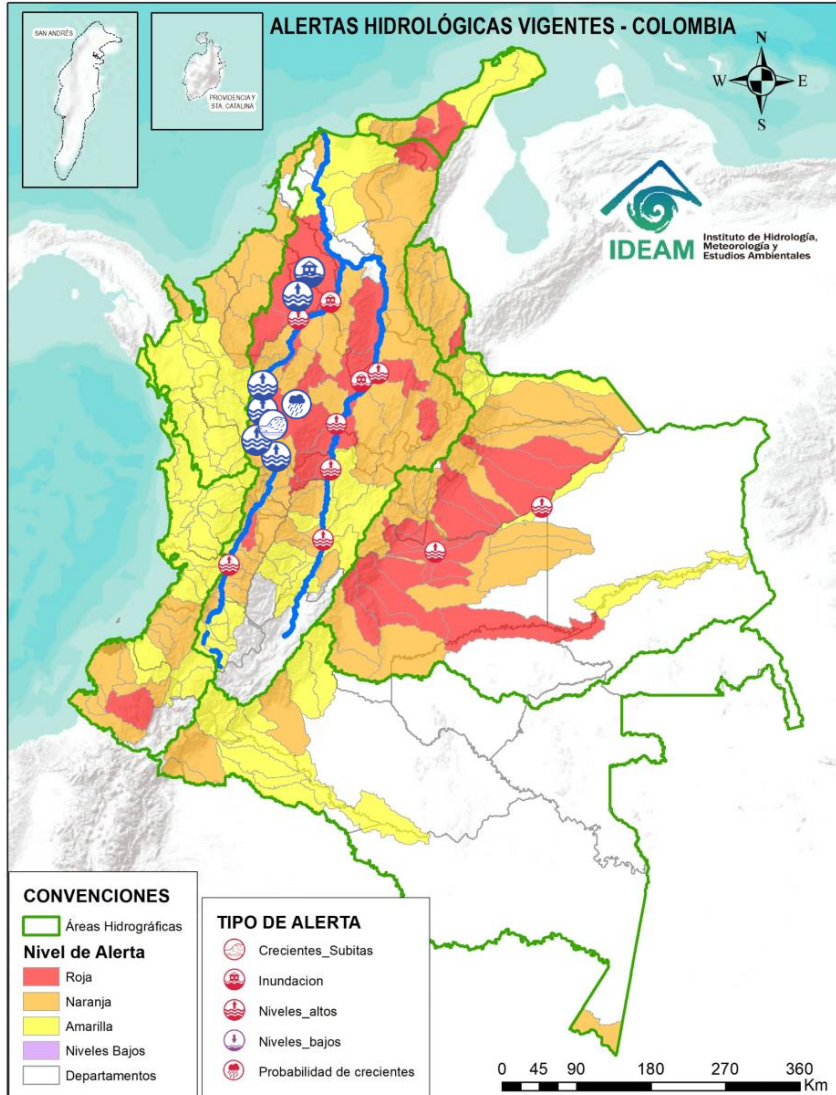 ALERTAS HIDROLÓGICAS VIGENTES - COLOMBIA
SAN ANDRÉS
PROVIDENCIA Y
STA. CATALINA
N
W
E
S
IDEAM
Instituto de Hidrología,
Meteorología y
Estudios Ambientales
CONVENCIONES
Áreas Hidrográficas
Nivel de Alerta
Roja
Naranja
Amarilla
Niveles Bajos
Departamentos
TIPO DE ALERTA
Crecientes_Subitas
Inundacion
Niveles_altos
Niveles_bajos
Probabilidad de crecientes
0 45 90 180 270 360
Km